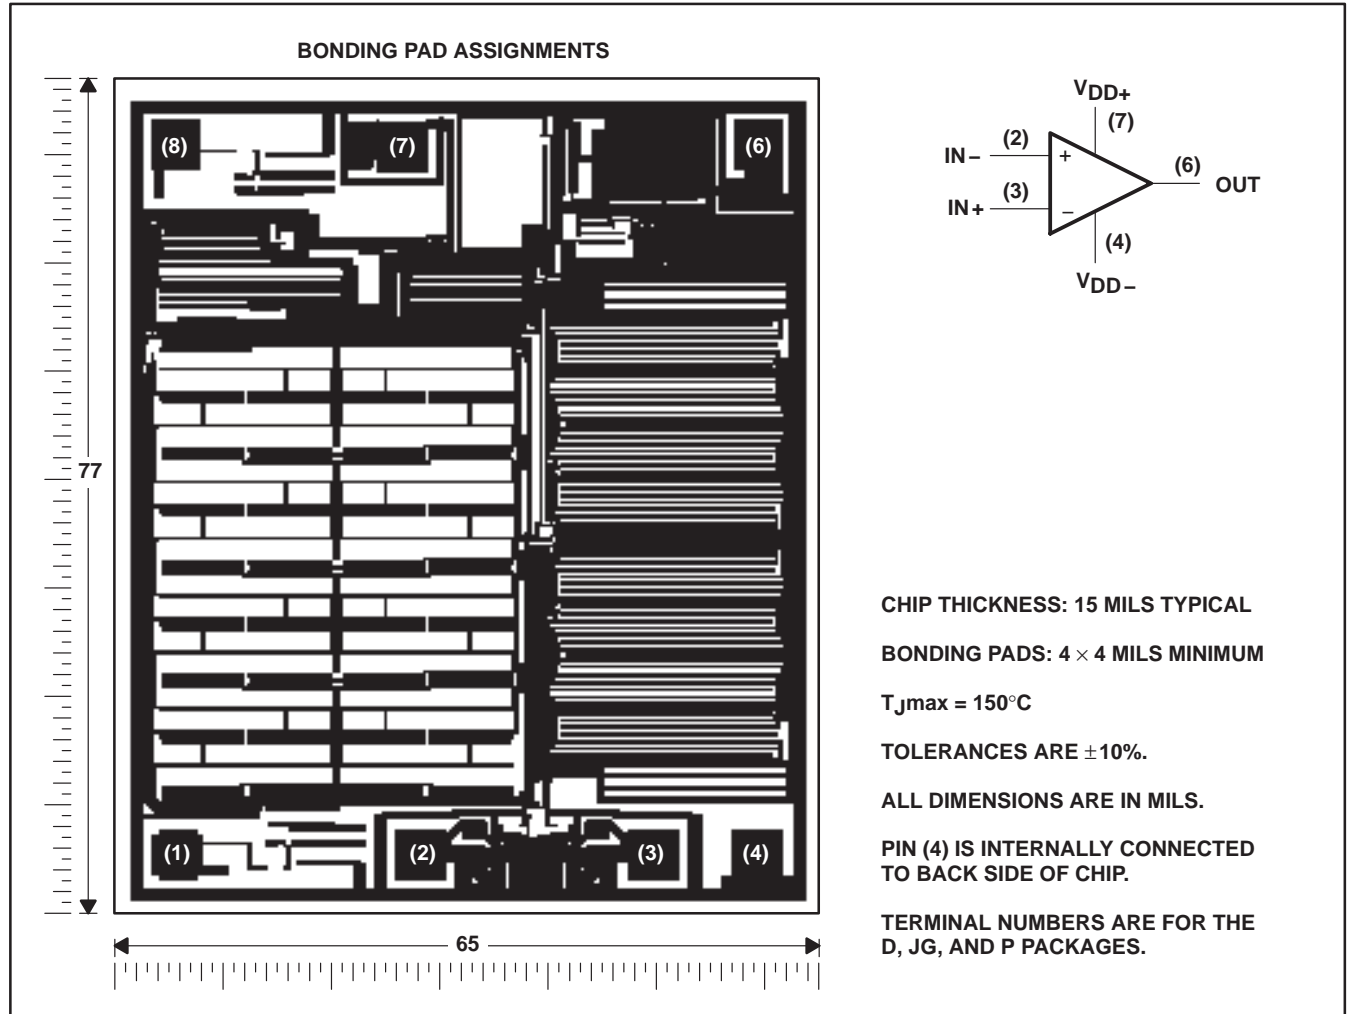 BONDING PAD ASSIGNMENTS
(8)
(7)
(6)
VDD+
(7)
IN−
(2)
+
(6)
OUT
IN+
(3)
−
(4)
VDD−
77
CHIP THICKNESS: 15 MILS TYPICAL
BONDING PADS: 4 × 4 MILS MINIMUM
TJmax = 150°C
TOLERANCES ARE ±10%.
ALL DIMENSIONS ARE IN MILS.
(1)
(2)
(3)
(4)
PIN (4) IS INTERNALLY CONNECTED
TO BACK SIDE OF CHIP.
TERMINAL NUMBERS ARE FOR THE
D, JG, AND P PACKAGES.
65